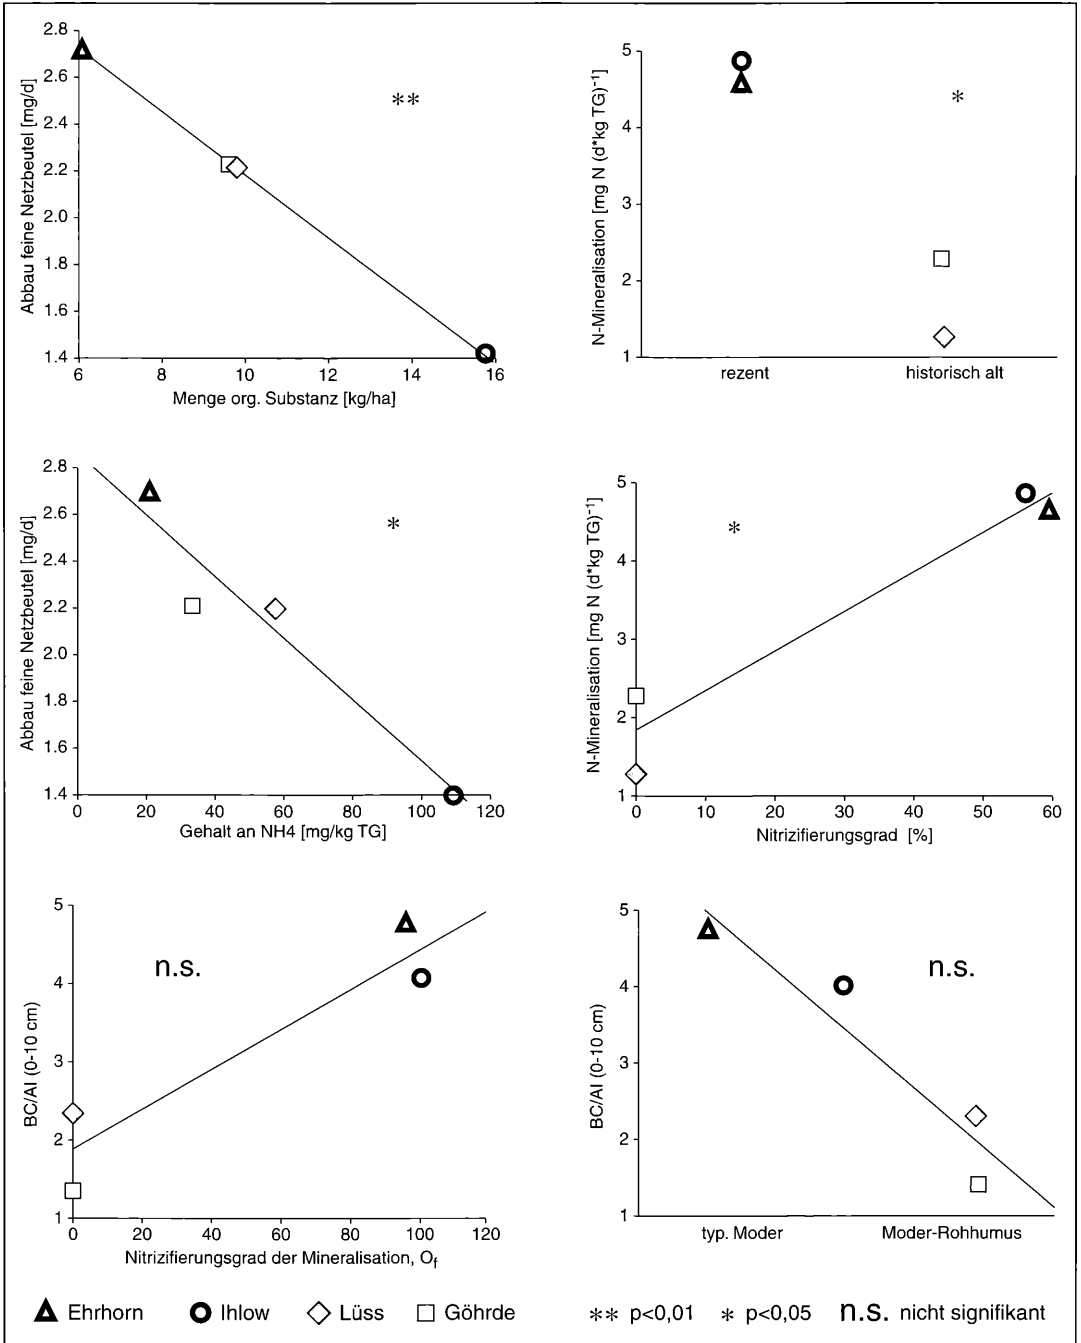 2.8
2.6
2.4
2.2
2.0
1.8
1.6
1.4
6 8 10 12 14 16
Abbau feine Netzbeutel [mg/d]
Menge org. Substanz [kg/ha]
**
5
4
3
2
1
N-Mineralisation [mg N (d*kg TG)⁻¹]
rezent historisch alt
*
2.8
2.6
2.4
2.2
2.0
1.8
1.6
1.4
0 20 40 60 80 100 120
Abbau feine Netzbeutel [mg/d]
Gehalt an NH4 [mg/kg TG]
*
5
4
3
2
1
0 10 20 30 40 50 60
N-Mineralisation [mg N (d*kg TG)⁻¹]
Nitrizifierungsgrad [%]
*
5
4
3
2
1
0 20 40 60 80 100 120
BC/Al (0-10 cm)
Nitrizifierungsgrad der Mineralisation, Of
n.s.
5
4
3
2
1
BC/Al (0-10 cm)
typ. Moder Moder-Rohhumus
n.s.
Ehrhorn Ihlow Lüss Göhrde ** p<0,01 * p<0,05 n.s. nicht signifikant